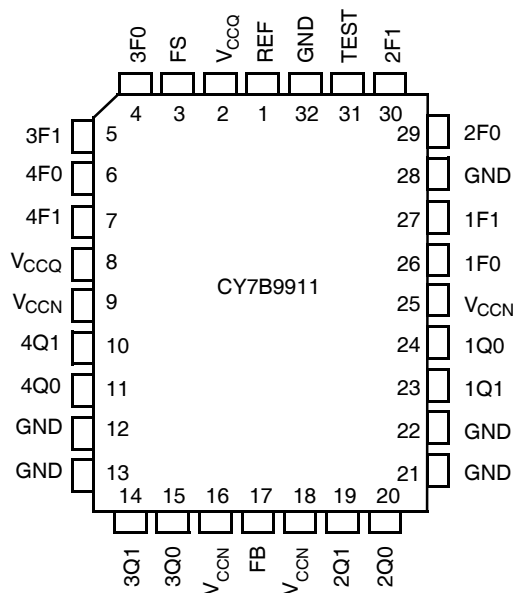 3F0 FS VCCQ REF GND TEST 2F1
4 3 2 1 32 31 30
3F1 5 29 2F0
4F0 6 28 GND
4F1 7 27 1F1
VCCQ 8 26 1F0
CY7B9911
VCCN 9 25 VCCN
4Q1 10 24 1Q0
4Q0 11 23 1Q1
GND 12 22 GND
GND 13 21 GND
14 15 16 17 18 19 20
3Q1 3Q0 VCCN FB VCCN 2Q1 2Q0